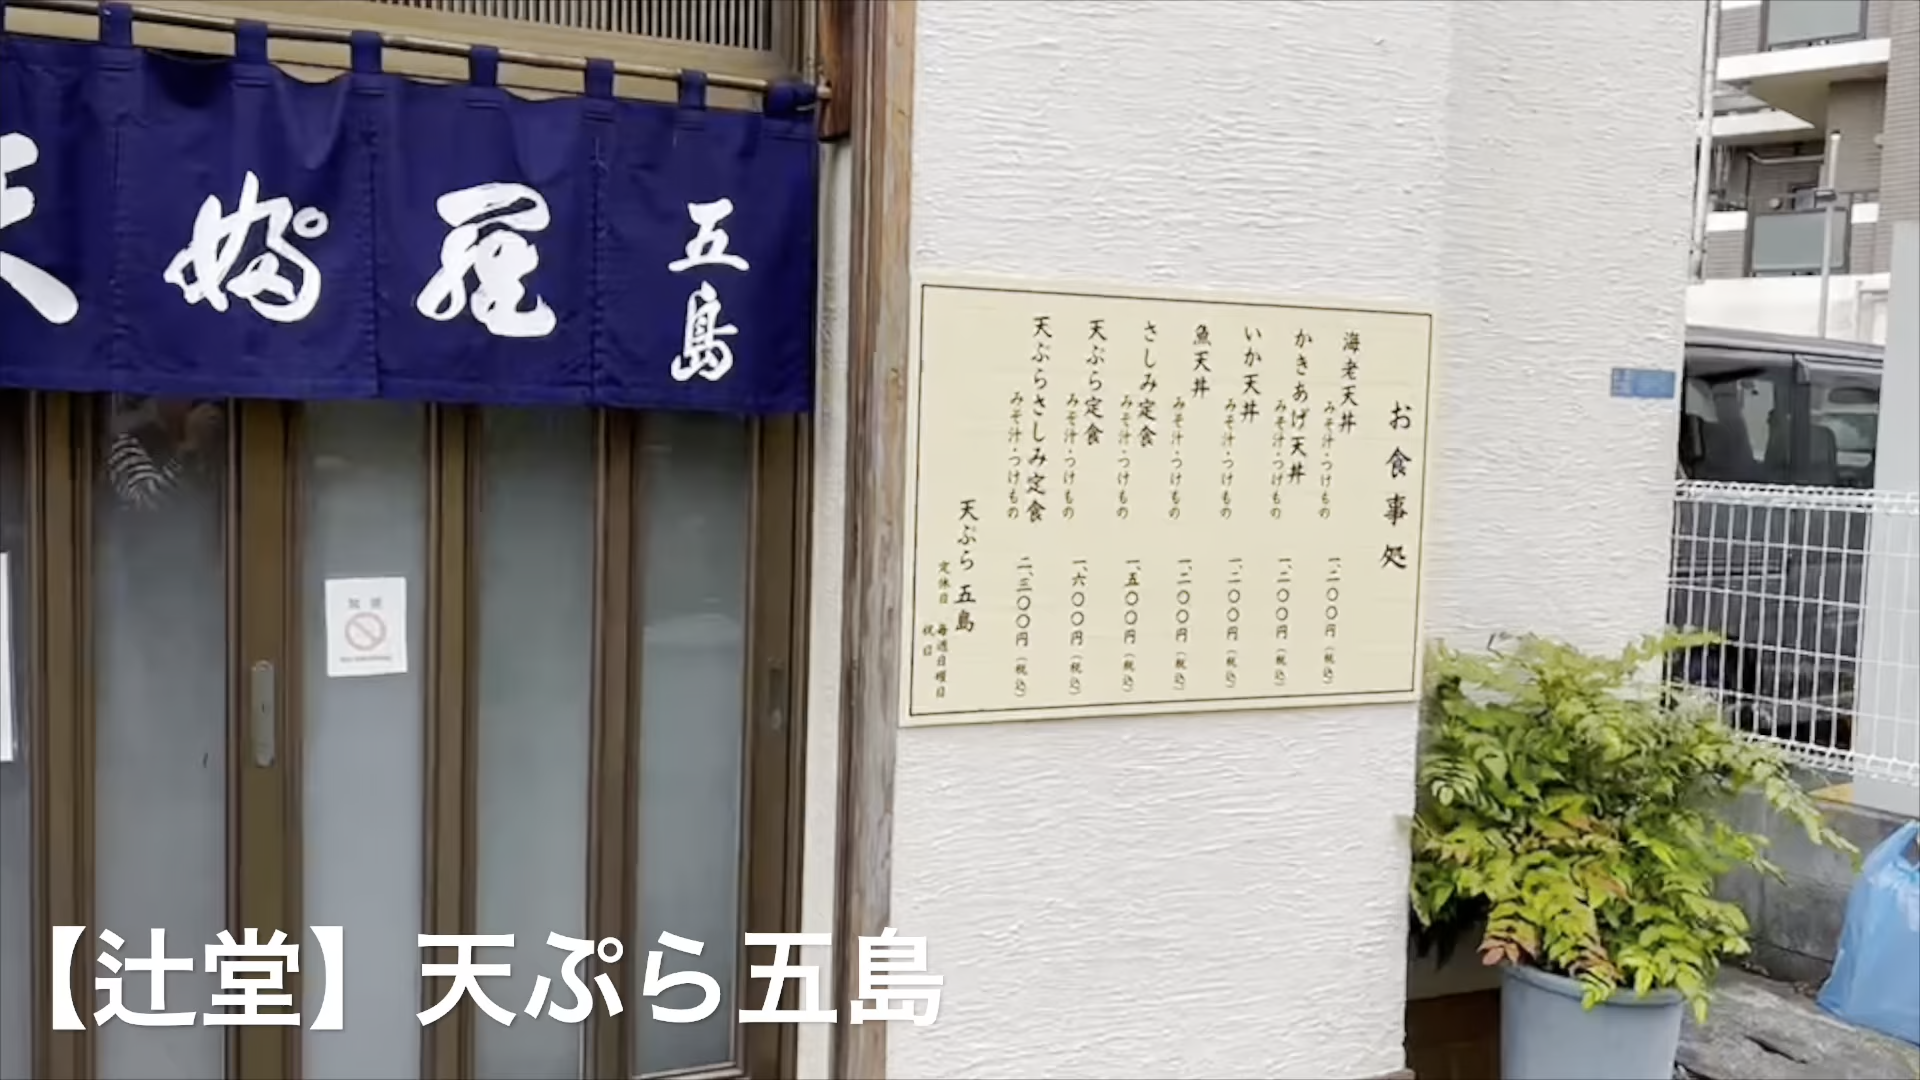 天婦゜羅
五島
お食事処
海老天丼
みそ汁・つけもの
一、二〇〇円(税込)
かきあげ天丼
みそ汁・つけもの
一、二〇〇円(税込)
いか天丼
みそ汁・つけもの
一、二〇〇円(税込)
魚天丼
みそ汁・つけもの
一、二〇〇円(税込)
さしみ定食
みそ汁・つけもの
一、五〇〇円(税込)
天ぷら定食
みそ汁・つけもの
一、六〇〇円(税込)
天ぷらさしみ定食
みそ汁・つけもの
二、三〇〇円(税込)
天ぷら 五島
定休日 毎週日曜日
祝日
禁煙
【辻堂】天ぷら五島